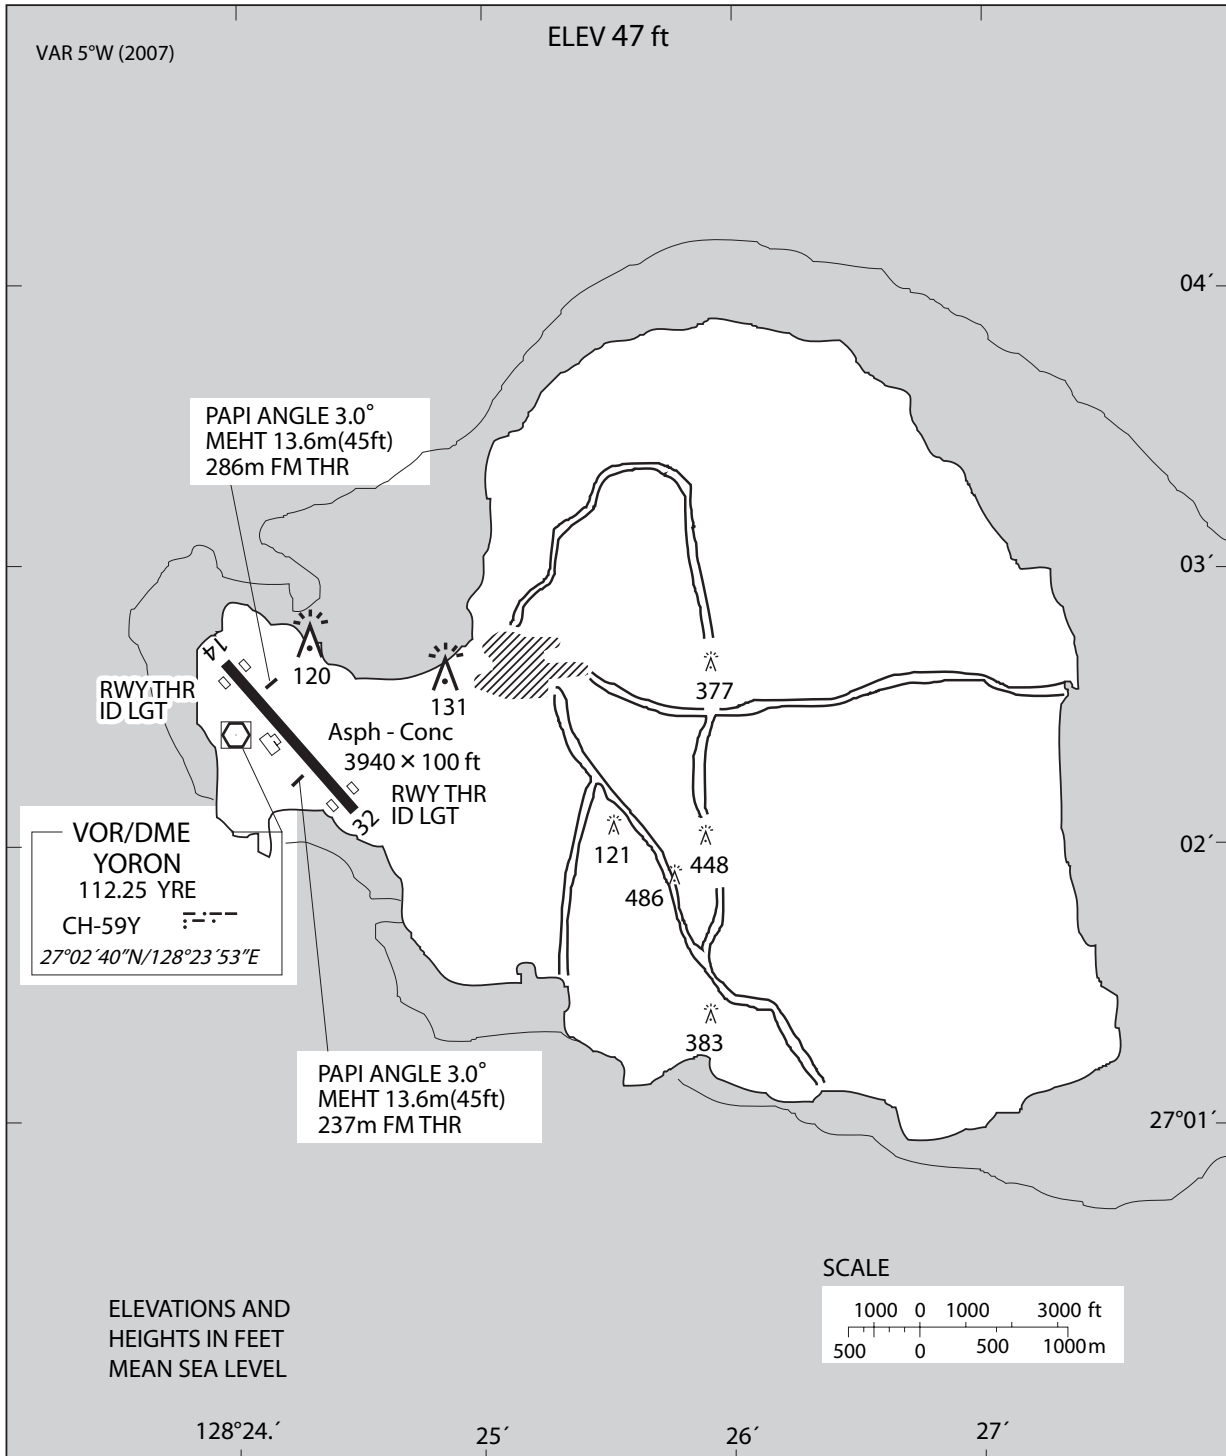 ELEV 47 ft
VAR 5°W (2007)
04´
PAPI ANGLE 3.0°
MEHT 13.6m(45ft)
286m FM THR
03´
14
120
131
377
RWY THR
ID LGT
Asph - Conc
3940 × 100 ft
RWY THR
ID LGT
32
VOR/DME
YORON
112.25 YRE
CH-59Y
27°02´40”N/128°23´53”E
121
448
486
02´
383
PAPI ANGLE 3.0°
MEHT 13.6m(45ft)
237m FM THR
27°01´
SCALE
1000 0 1000 3000 ft
500 0 500 1000m
ELEVATIONS AND
HEIGHTS IN FEET
MEAN SEA LEVEL
128°24.´ 25´ 26´ 27´